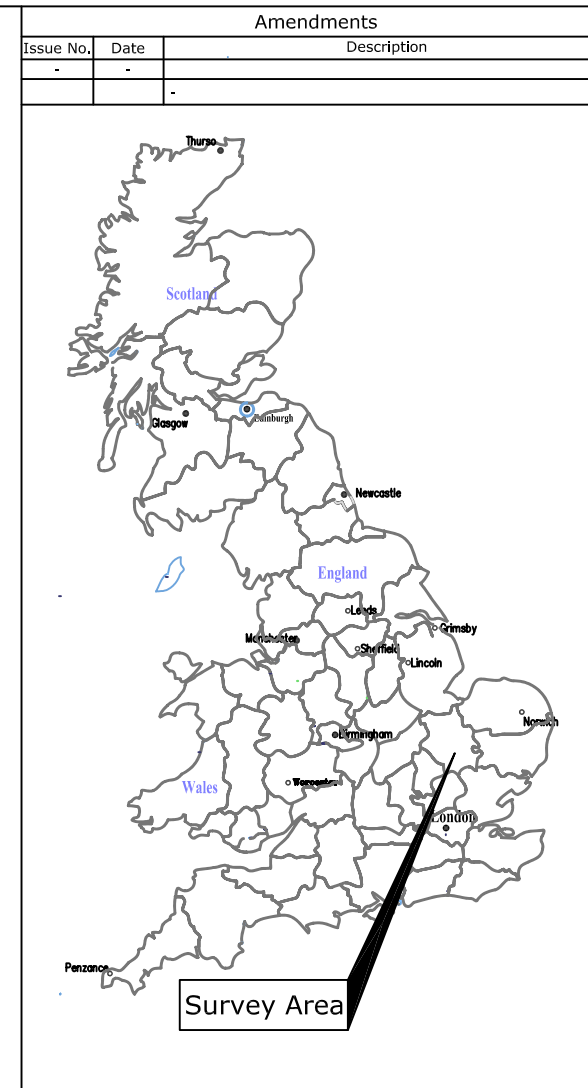 Amendments
Issue No. Date Description
- -
-
Thurso
Scotland
Edinburgh
Glasgow
Newcastle
England
Leeds
Grimsby
Manchester
Sheffield
Lincoln
Norwich
Birmingham
Wales
Worcester
London
Penzance
Survey Area